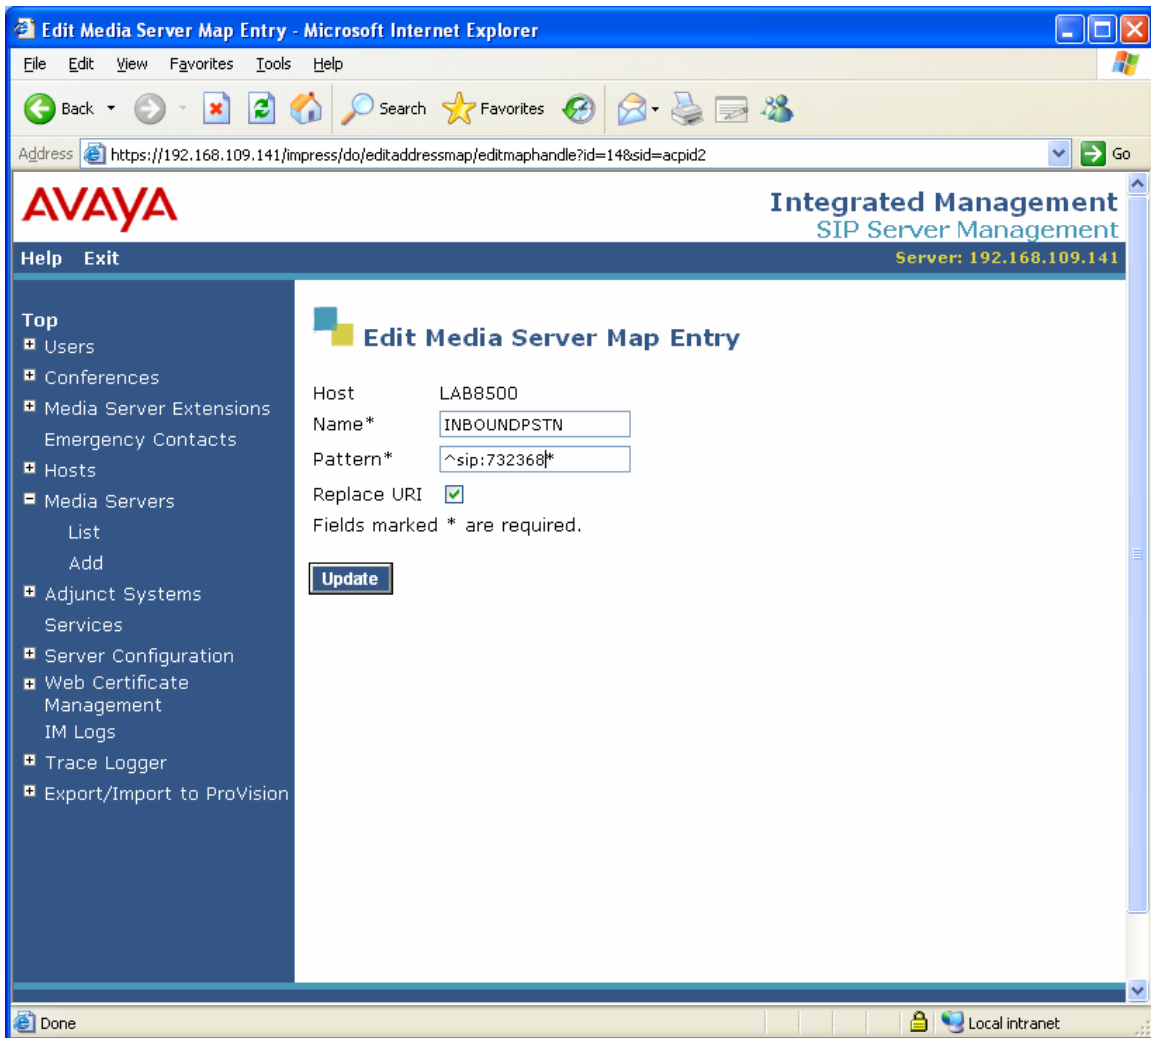 Edit Media Server Map Entry - Microsoft Internet Explorer
File Edit View Favorites Tools Help
Back Search Favorites
Address https://192.168.109.141/impress/do/editaddressmap/editmaphandle?id=14&sid=acpid2 Go
AVAYA
Integrated Management
SIP Server Management
Help Exit
Server: 192.168.109.141
Top
Users
Conferences
Media Server Extensions
Emergency Contacts
Hosts
Media Servers
List
Add
Adjunct Systems
Services
Server Configuration
Web Certificate
Management
IM Logs
Trace Logger
Export/Import to ProVision
Edit Media Server Map Entry
Host LAB8500
Name* INBOUNDPSTN
Pattern* ^sip:732368*
Replace URI
Fields marked * are required.
Update
Done
Local intranet